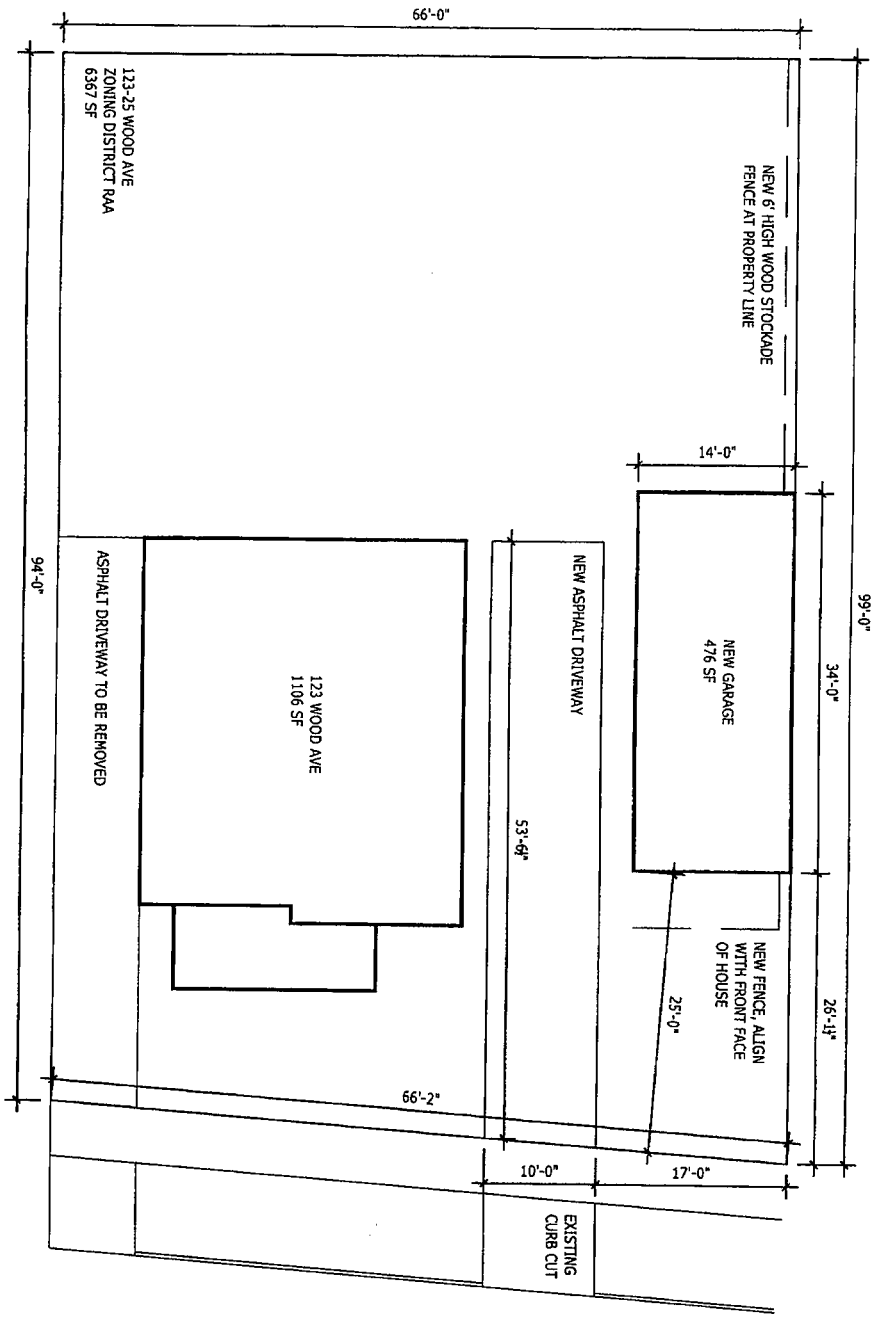 66'-0"
123-25 WOOD AVE
ZONING DISTRICT RAA
6367 SF
NEW 6' HIGH WOOD STOCKADE
FENCE AT PROPERTY LINE
14'-0"
99'-0"
34'-0"
NEW GARAGE
476 SF
NEW ASPHALT DRIVEWAY
94'-0"
ASPHALT DRIVEWAY TO BE REMOVED
123 WOOD AVE
1106 SF
53'-6½"
NEW FENCE, ALIGN
WITH FRONT FACE
OF HOUSE
25'-0"
66'-2"
10'-0"
17'-0"
EXISTING
CURB CUT